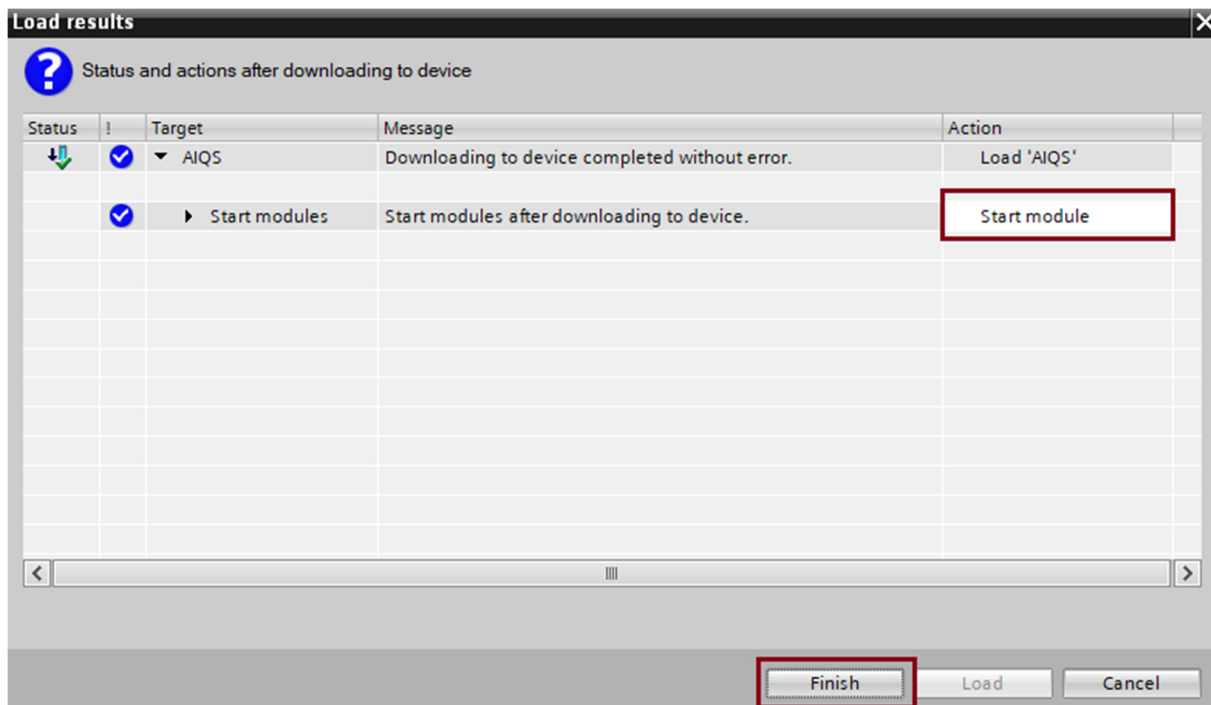 Load results
Status and actions after downloading to device
Status ! Target Message Action
AIQS Downloading to device completed without error. Load 'AIQS'
Start modules Start modules after downloading to device. Start module
Finish Load Cancel